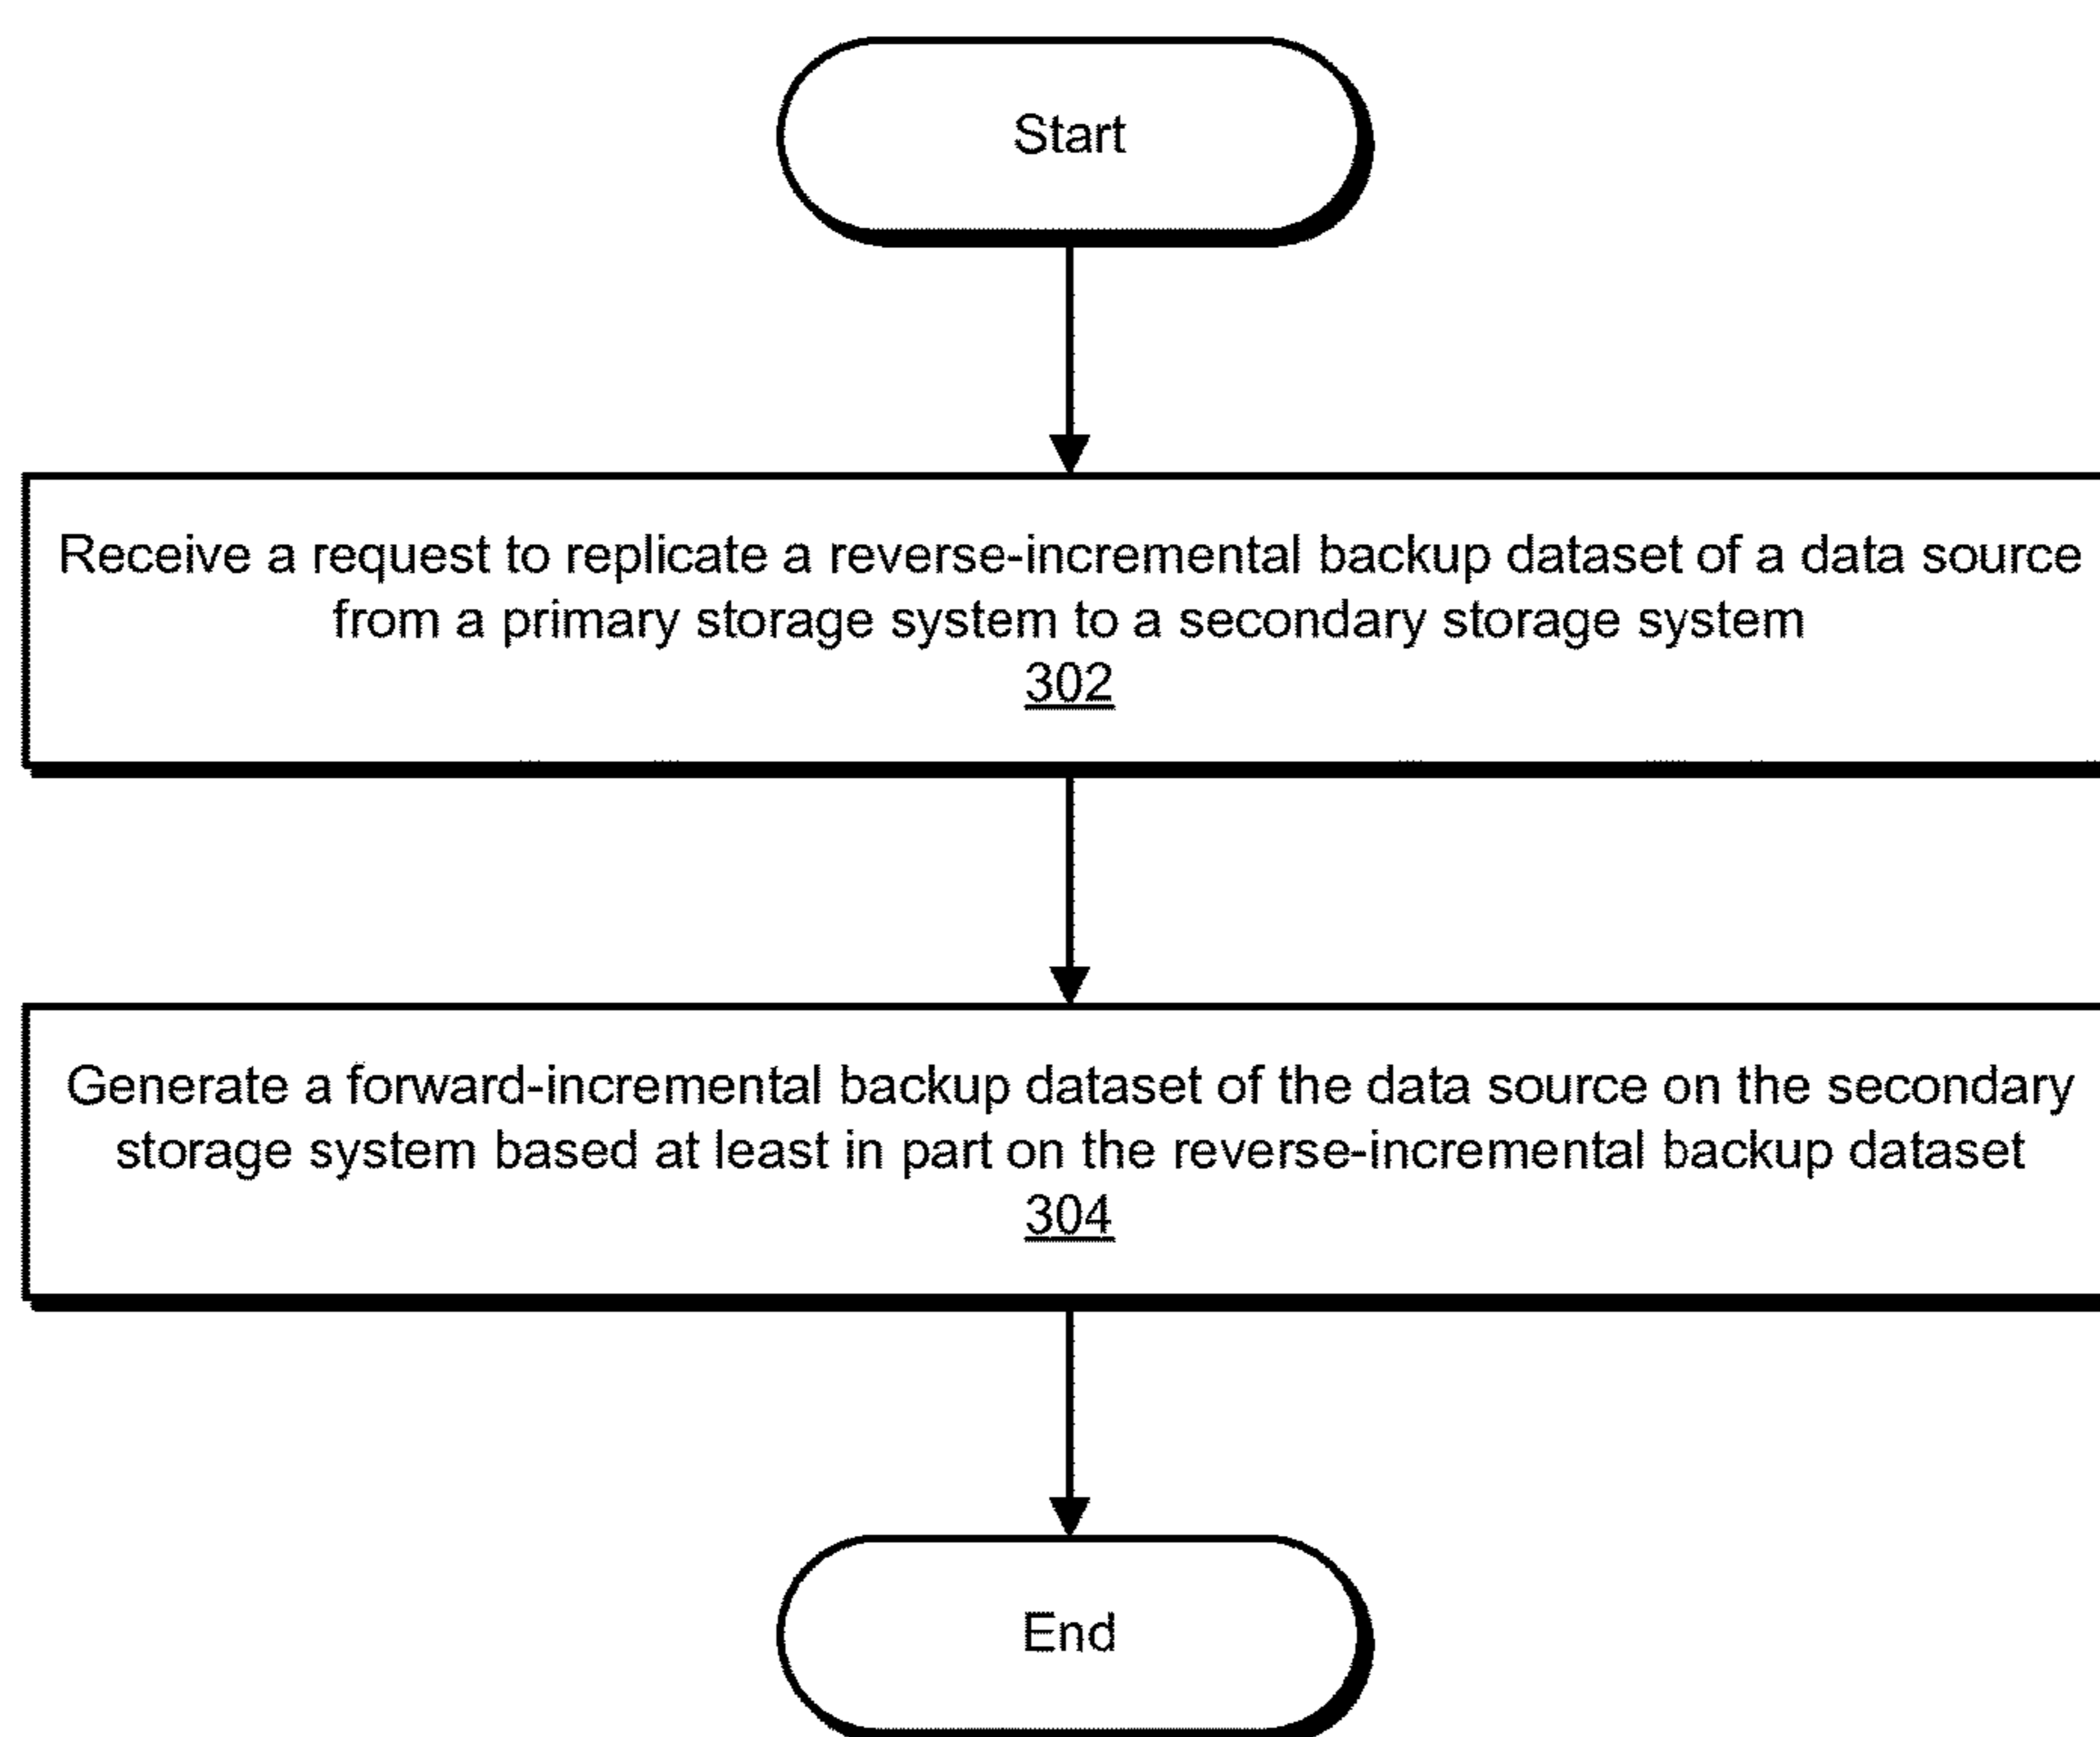 Start
Receive a request to replicate a reverse-incremental backup dataset of a data source
from a primary storage system to a secondary storage system
302
Generate a forward-incremental backup dataset of the data source on the secondary
storage system based at least in part on the reverse-incremental backup dataset
304
End